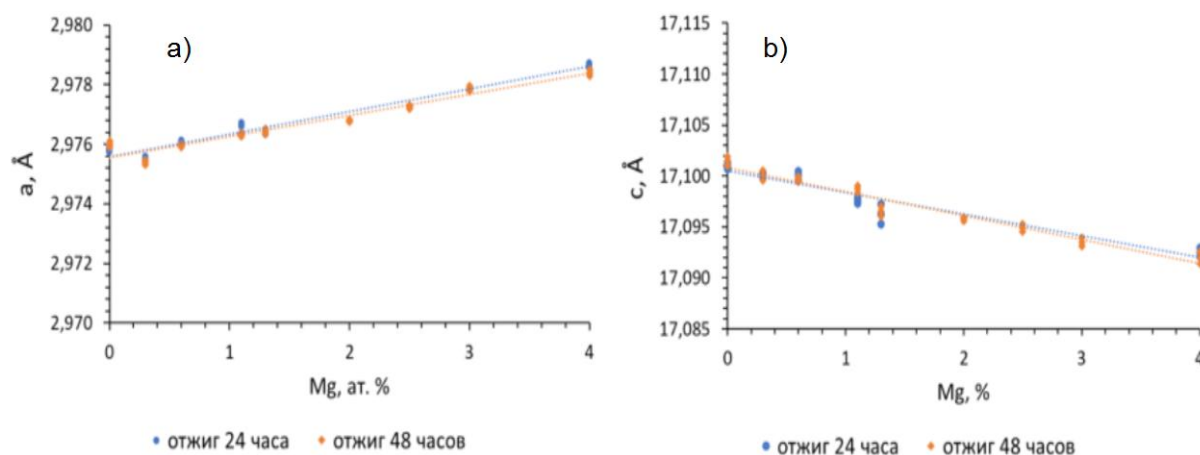 a)
2,980
2,978
2,976
2,974
2,972
2,970
a, Å
0 1 2 3 4
Mg, ат. %
отжиг 24 часа отжиг 48 часов
b)
17,115
17,110
17,105
17,100
17,095
17,090
17,085
c, Å
0 1 2 3 4
Mg, %
отжиг 24 часа отжиг 48 часов